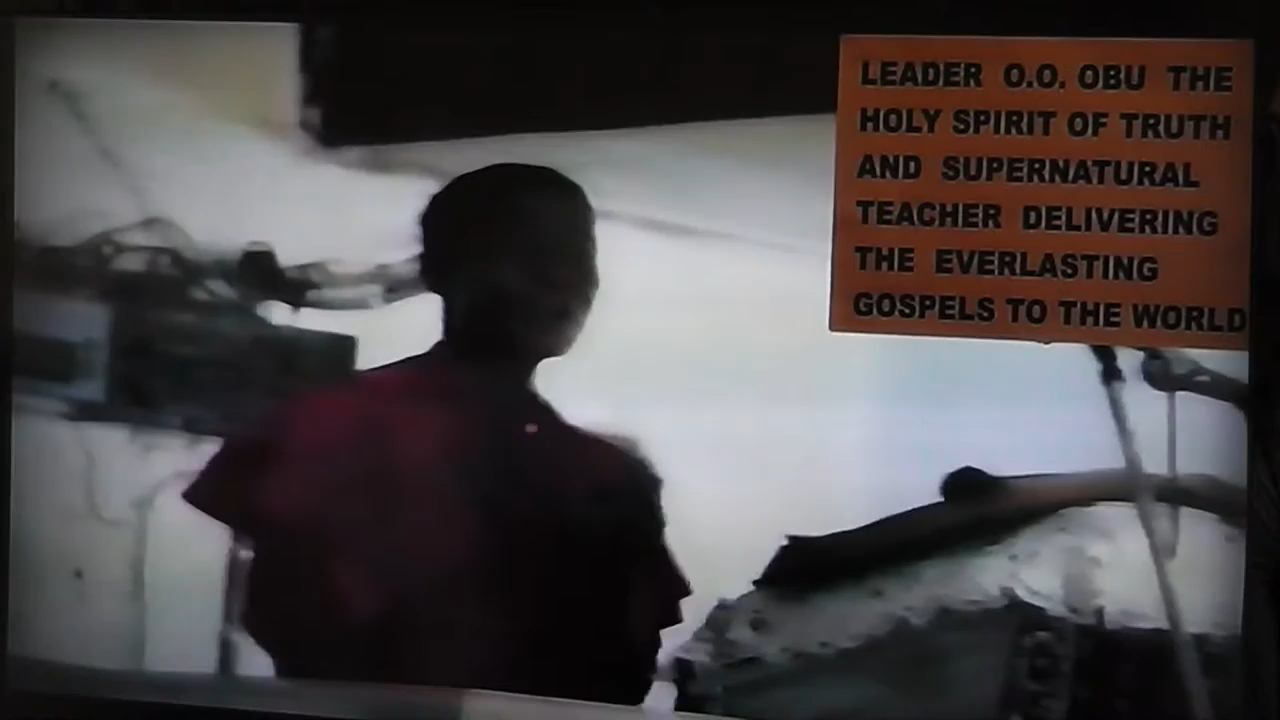 LEADER O.O. OBU THE
HOLY SPIRIT OF TRUTH
AND SUPERNATURAL
TEACHER DELIVERING
THE EVERLASTING
GOSPELS TO THE WORLD